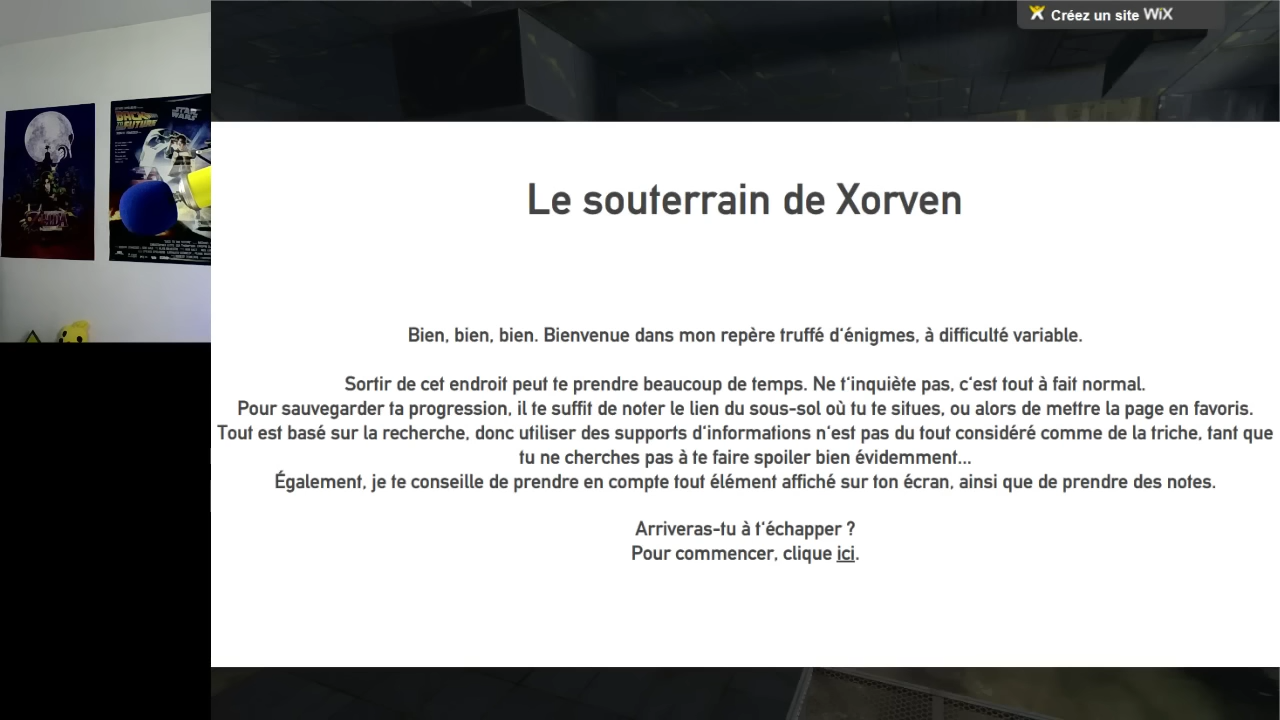 Créez un site WiX
BACK
TO THE
FUTURE
STAR
WARS
Le souterrain de Xorven
Bien, bien, bien. Bienvenue dans mon repère truffé d'énigmes, à difficulté variable.
Sortir de cet endroit peut te prendre beaucoup de temps. Ne t'inquiète pas, c'est tout à fait normal.
Pour sauvegarder ta progression, il te suffit de noter le lien du sous-sol où tu te situes, ou alors de mettre la page en favoris.
Tout est basé sur la recherche, donc utiliser des supports d'informations n'est pas du tout considéré comme de la triche, tant que
tu ne cherches pas à te faire spoiler bien évidemment...
Également, je te conseille de prendre en compte tout élément affiché sur ton écran, ainsi que de prendre des notes.
Arriveras-tu à t'échapper ?
Pour commencer, clique ici.